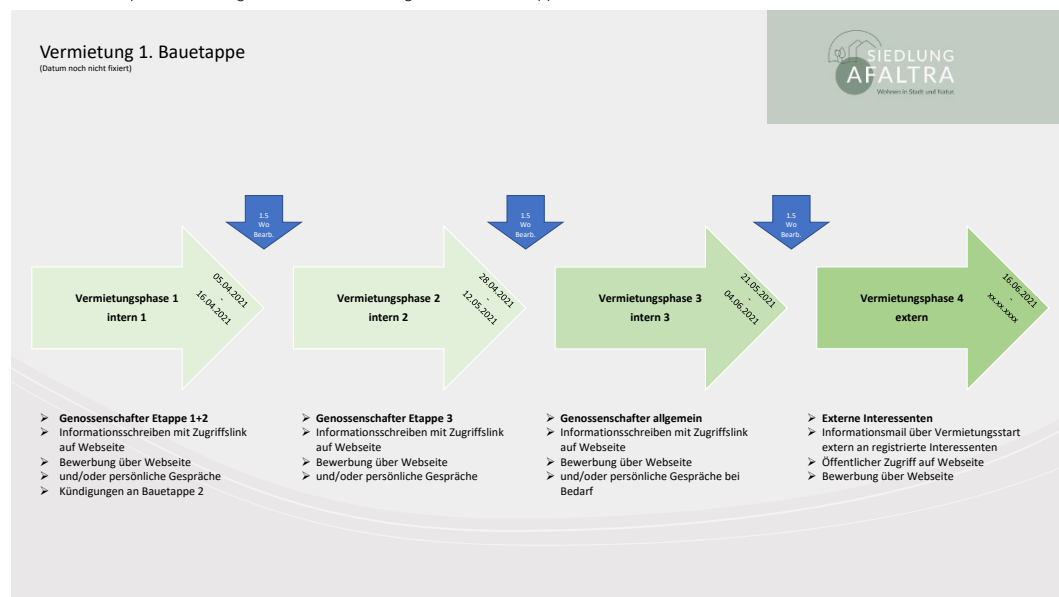 Vermietung 1. Bauetappe
(Datum noch nicht fixiert)
SIEDLUNG
AFALTRA
Wohnen in Stadt und Natur.
1.5
Wo
Bearb.
1.5
Wo
Bearb.
1.5
Wo
Bearb.
Vermietungsphase 1
intern 1
05.04.2021
-
16.04.2021
Vermietungsphase 2
intern 2
28.04.2021
-
12.05.2021
Vermietungsphase 3
intern 3
21.05.2021
-
04.06.2021
Vermietungsphase 4
extern
16.06.2021
-
xx.xx.xxxx
➢ Genossenschafter Etappe 1+2
➢ Informationsschreiben mit Zugriffslink
auf Webseite
➢ Bewerbung über Webseite
➢ und/oder persönliche Gespräche
➢ Kündigungen an Bauetappe 2
➢ Genossenschafter Etappe 3
➢ Informationsschreiben mit Zugriffslink
auf Webseite
➢ Bewerbung über Webseite
➢ und/oder persönliche Gespräche
➢ Genossenschafter allgemein
➢ Informationsschreiben mit Zugriffslink
auf Webseite
➢ Bewerbung über Webseite
➢ und/oder persönliche Gespräche bei
Bedarf
➢ Externe Interessenten
➢ Informationsmail über Vermietungsstart
extern an registrierte Interessenten
➢ Öffentlicher Zugriff auf Webseite
➢ Bewerbung über Webseite